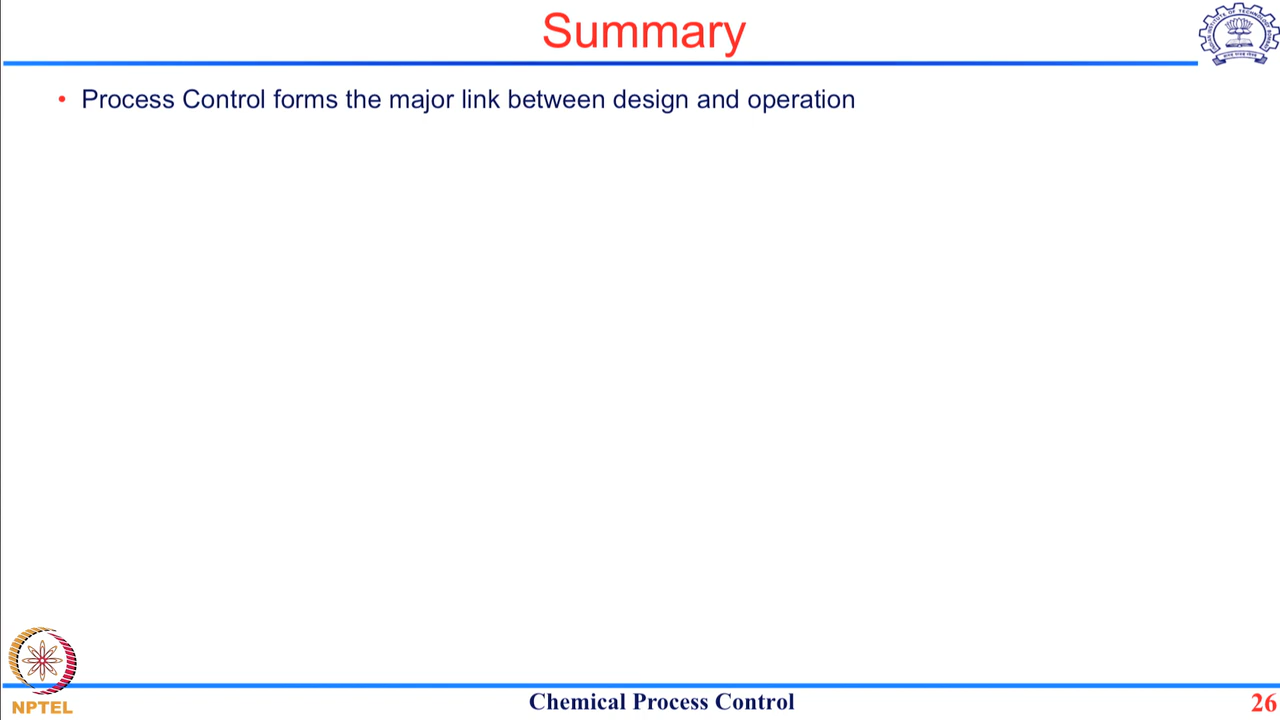 Summary
• Process Control forms the major link between design and operation
NPTEL
Chemical Process Control
26